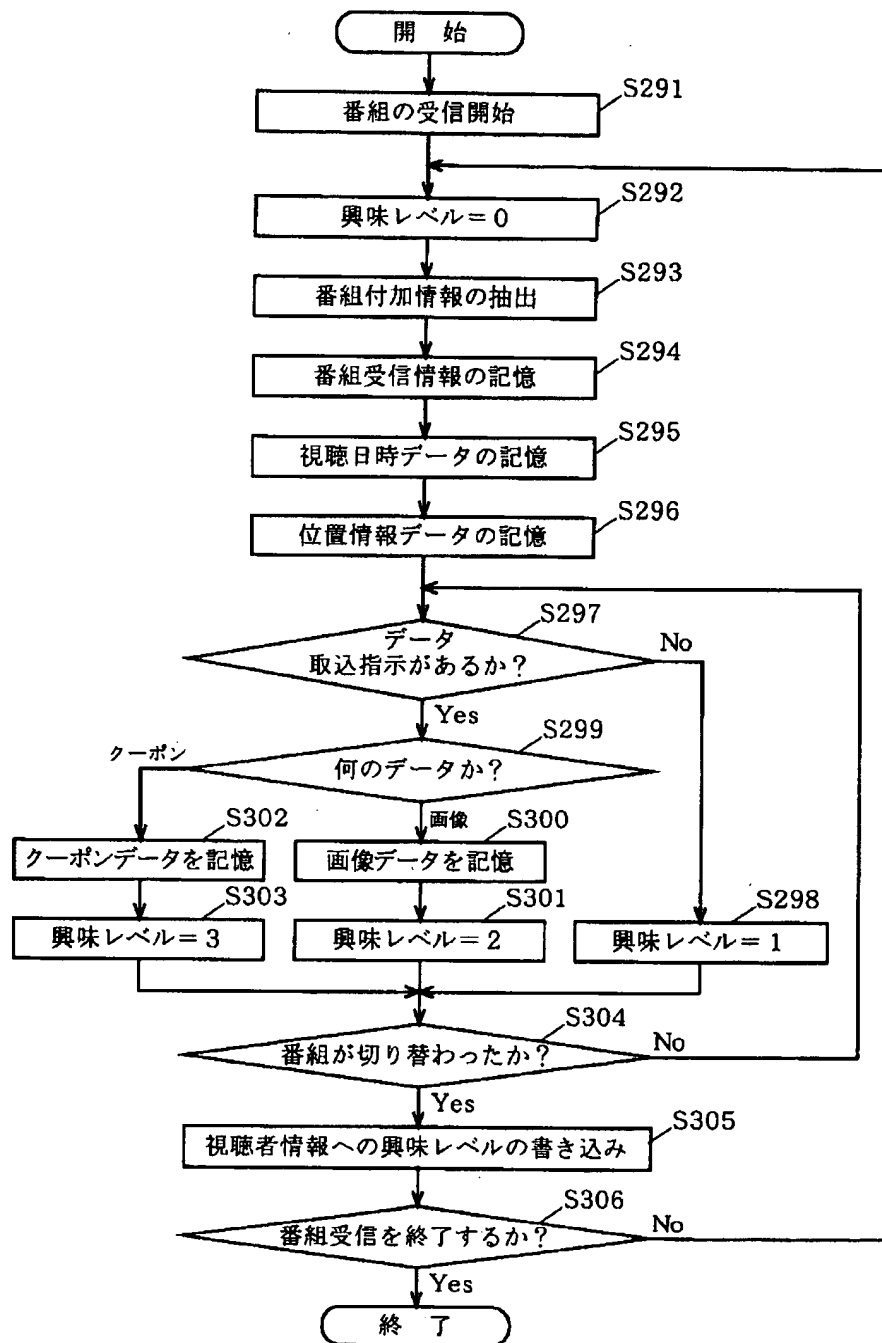 開 始
S291
番組の受信開始
S292
興味レベル＝0
S293
番組付加情報の抽出
S294
番組受信情報の記憶
S295
視聴日時データの記憶
S296
位置情報データの記憶
S297
データ
取込指示があるか？
No
Yes
S299
クーポン
何のデータか？
画像
S302
クーポンデータを記憶
S300
画像データを記憶
S303
興味レベル＝3
S301
興味レベル＝2
S298
興味レベル＝1
S304
番組が切り替わったか？
No
Yes
S305
視聴者情報への興味レベルの書き込み
S306
番組受信を終了するか？
No
Yes
終 了